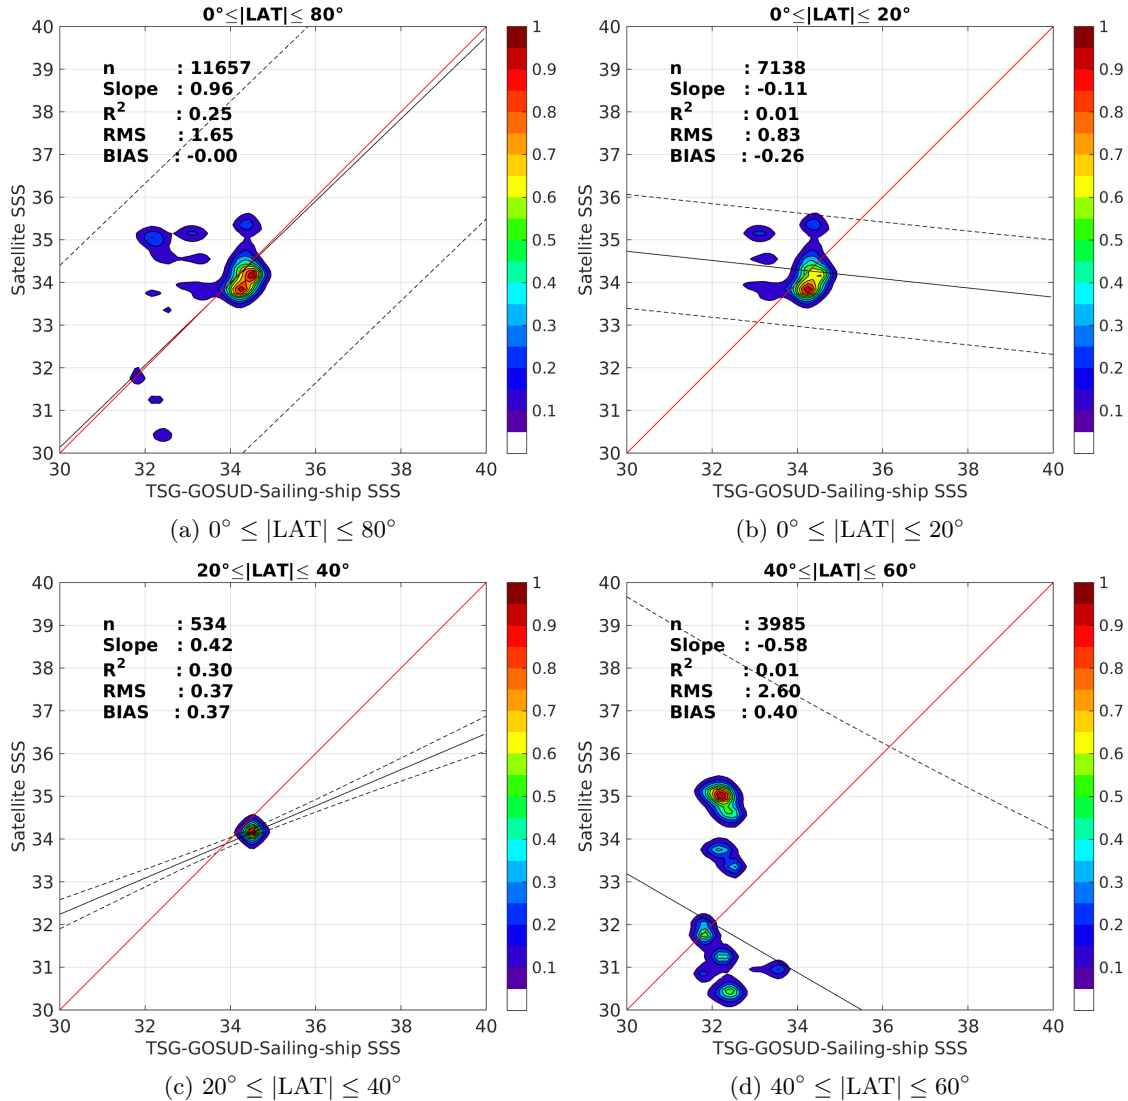 0°≤|LAT|≤ 80°
40
39
38
37
36
35
34
33
32
31
30
Satellite SSS
n : 11657
Slope : 0.96
R² : 0.25
RMS : 1.65
BIAS : -0.00
30 32 34 36 38 40
TSG-GOSUD-Sailing-ship SSS
1
0.9
0.8
0.7
0.6
0.5
0.4
0.3
0.2
0.1
(a) 0° ≤ |LAT| ≤ 80°
0°≤|LAT|≤ 20°
40
39
38
37
36
35
34
33
32
31
30
Satellite SSS
n : 7138
Slope : -0.11
R² : 0.01
RMS : 0.83
BIAS : -0.26
30 32 34 36 38 40
TSG-GOSUD-Sailing-ship SSS
1
0.9
0.8
0.7
0.6
0.5
0.4
0.3
0.2
0.1
(b) 0° ≤ |LAT| ≤ 20°
20°≤|LAT|≤ 40°
40
39
38
37
36
35
34
33
32
31
30
Satellite SSS
n : 534
Slope : 0.42
R² : 0.30
RMS : 0.37
BIAS : 0.37
30 32 34 36 38 40
TSG-GOSUD-Sailing-ship SSS
1
0.9
0.8
0.7
0.6
0.5
0.4
0.3
0.2
0.1
(c) 20° ≤ |LAT| ≤ 40°
40°≤|LAT|≤ 60°
40
39
38
37
36
35
34
33
32
31
30
Satellite SSS
n : 3985
Slope : -0.58
R² : 0.01
RMS : 2.60
BIAS : 0.40
30 32 34 36 38 40
TSG-GOSUD-Sailing-ship SSS
1
0.9
0.8
0.7
0.6
0.5
0.4
0.3
0.2
0.1
(d) 40° ≤ |LAT| ≤ 60°